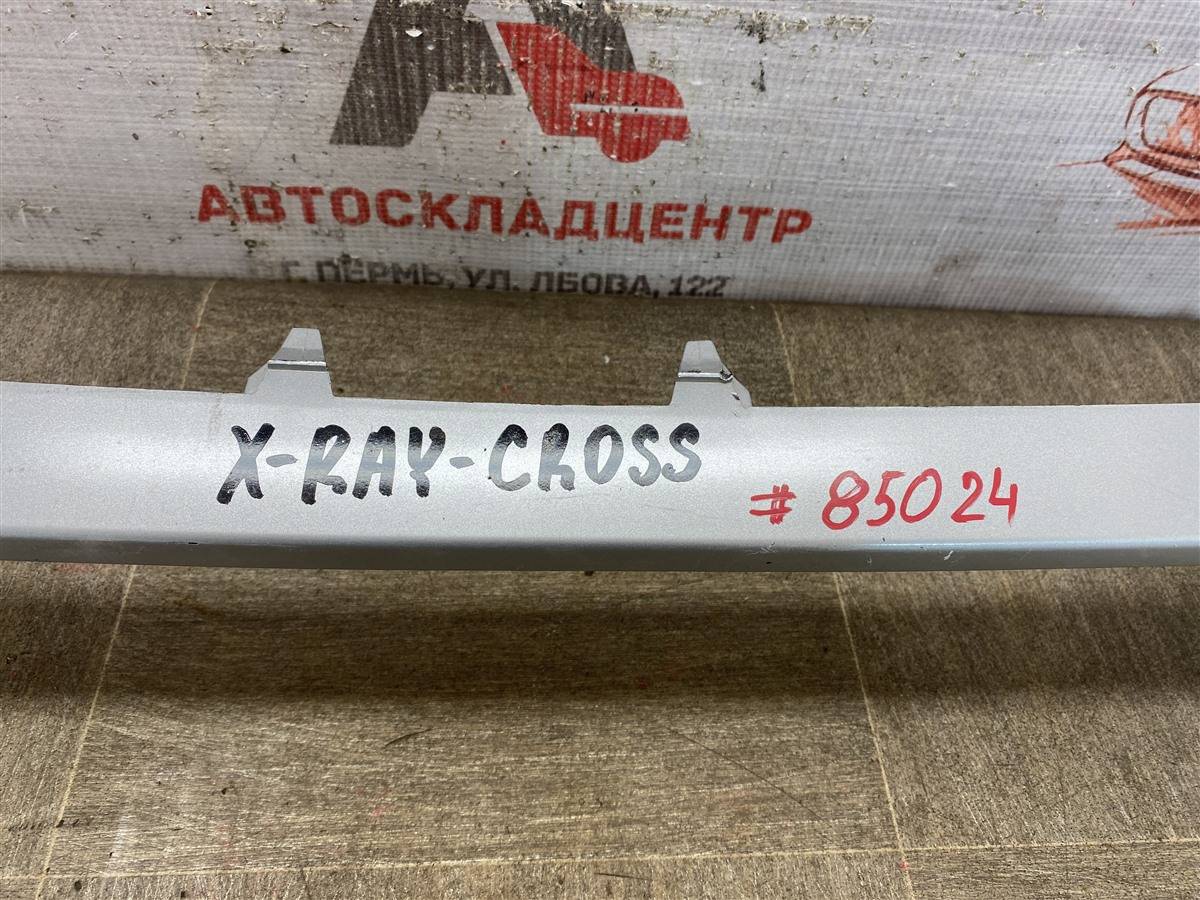 АВТОСКЛАДЦЕНТР
Г. ПЕРМЬ, УЛ. ЛБОВА, 122
X-RAY-CROSS
# 85024